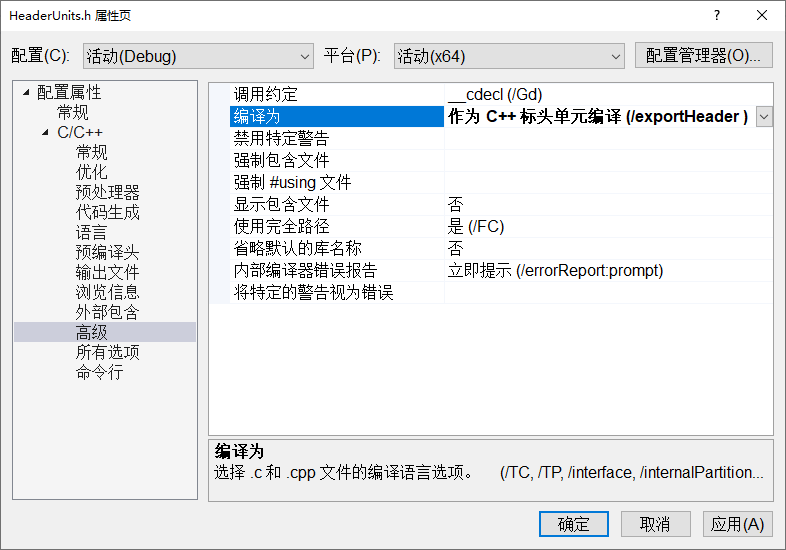 HeaderUnits.h 属性页
配置(C): 活动(Debug) 平台(P): 活动(x64) 配置管理器(O)...
配置属性
常规
C/C++
常规
优化
预处理器
代码生成
语言
预编译头
输出文件
浏览信息
外部包含
高级
所有选项
命令行
调用约定 __cdecl (/Gd)
编译为 作为 C++ 标头单元编译 (/exportHeader )
禁用特定警告
强制包含文件
强制 #using 文件
显示包含文件 否
使用完全路径 是 (/FC)
省略默认的库名称 否
内部编译器错误报告 立即提示 (/errorReport:prompt)
将特定的警告视为错误
编译为
选择 .c 和 .cpp 文件的编译语言选项。 (/TC, /TP, /interface, /internalPartition...
确定 取消 应用(A)